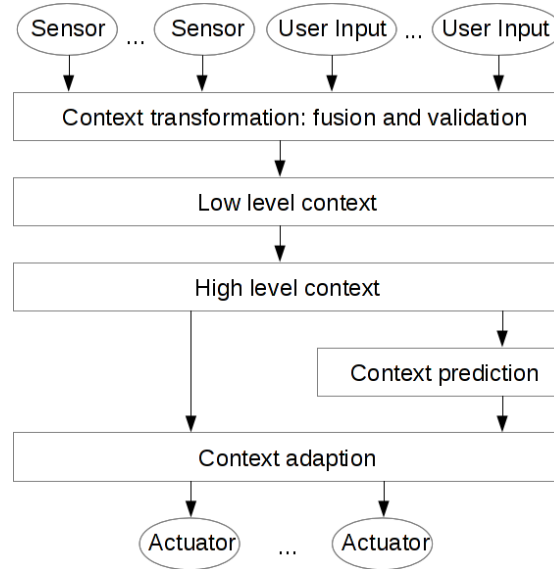 Sensor ... Sensor User Input ... User Input
Context transformation: fusion and validation
Low level context
High level context
Context prediction
Context adaption
Actuator ... Actuator